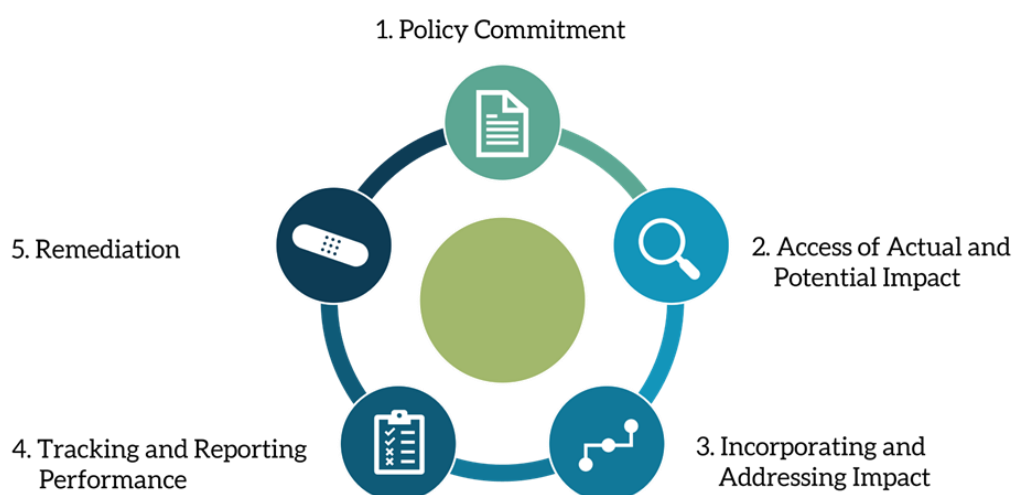 1. Policy Commitment
2. Access of Actual and
Potential Impact
3. Incorporating and
Addressing Impact
4. Tracking and Reporting
Performance
5. Remediation